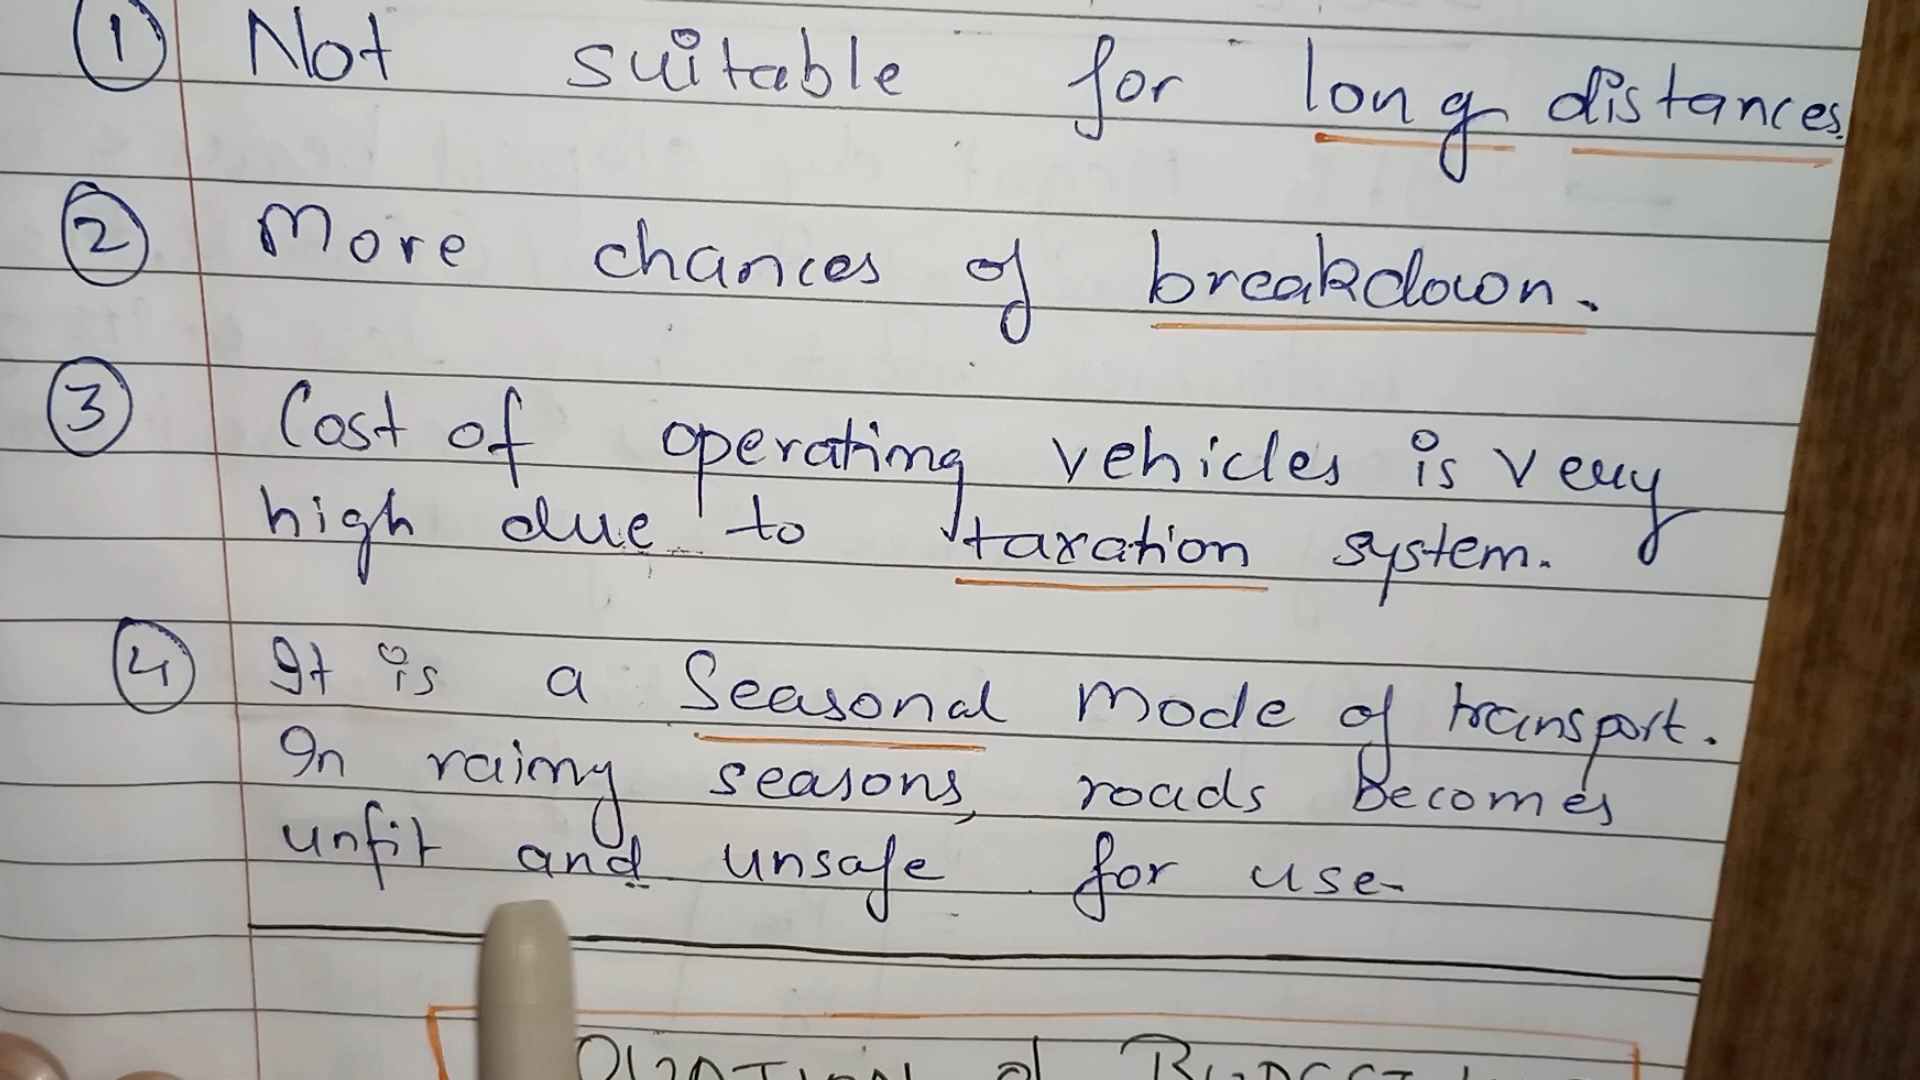 ① Not suitable for long distances.
② More chances of breakdown.
③ Cost of operating vehicles is very
high due to taxation system.
④ It is a Seasonal mode of transport.
In rainy seasons, roads Becomes
unfit and unsafe for use.
of